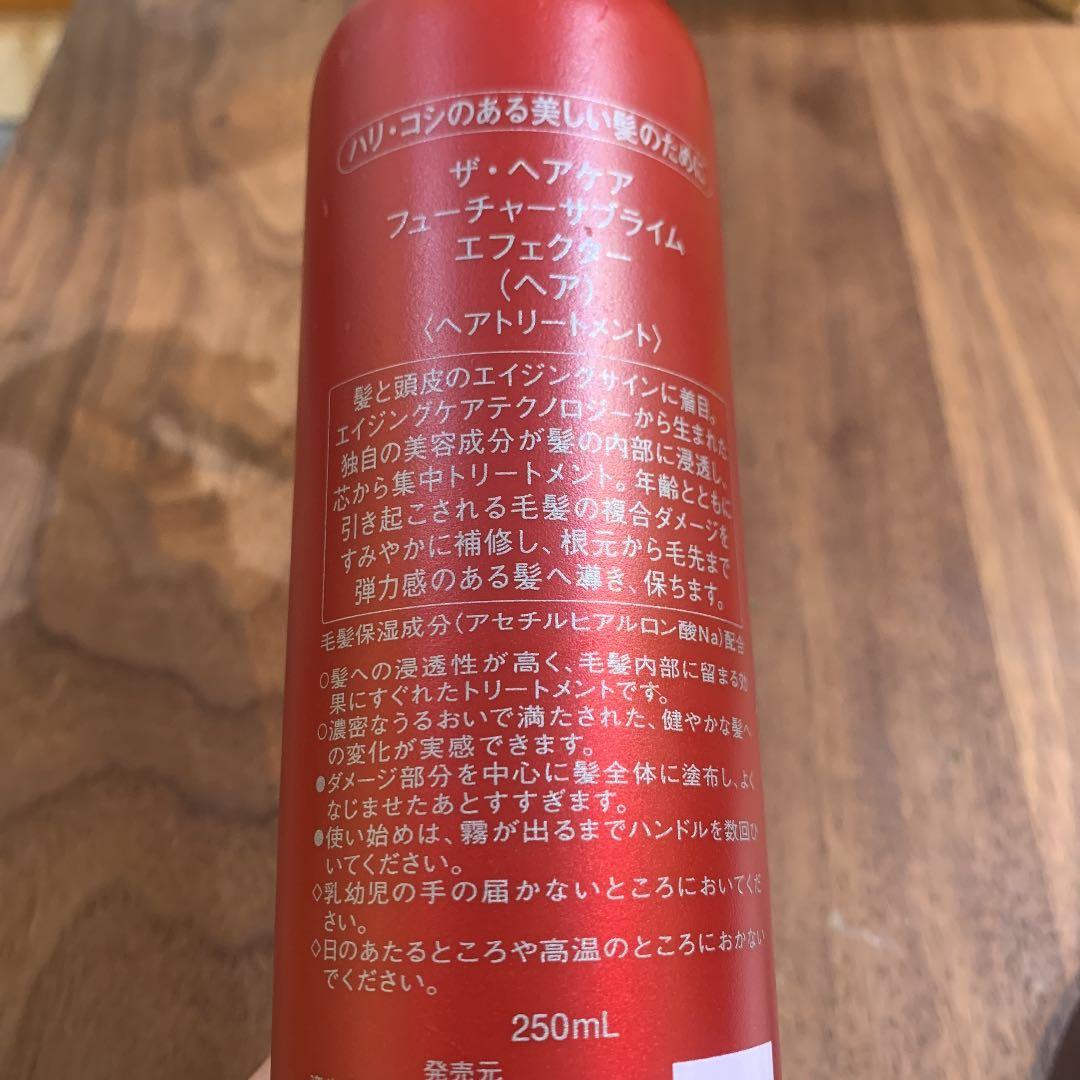 ハリ・コシのある美しい髪のために
ザ・ヘアケア
フューチャーサブライム
エフェクター
(ヘア)
〈ヘアトリートメント〉
髪と頭皮のエイジングサインに着目。
エイジングケアテクノロジーから生まれた
独自の美容成分が髪の内部に浸透し、
芯から集中トリートメント。年齢とともに
引き起こされる毛髪の複合ダメージを
すみやかに補修し、根元から毛先まで
弾力感のある髪へ導き、保ちます。
毛髪保湿成分(アセチルヒアルロン酸Na)配合
○髪への浸透性が高く、毛髪内部に留まる効
果にすぐれたトリートメントです。
○濃密なうるおいで満たされた、健やかな髪へ
の変化が実感できます。
●ダメージ部分を中心に髪全体に塗布し、よく
なじませたあとすすぎます。
●使い始めは、霧が出るまでハンドルを数回ひ
いてください。
◇乳幼児の手の届かないところにおいてくだ
さい。
◇日のあたるところや高温のところにおかない
でください。
250mL
発売元